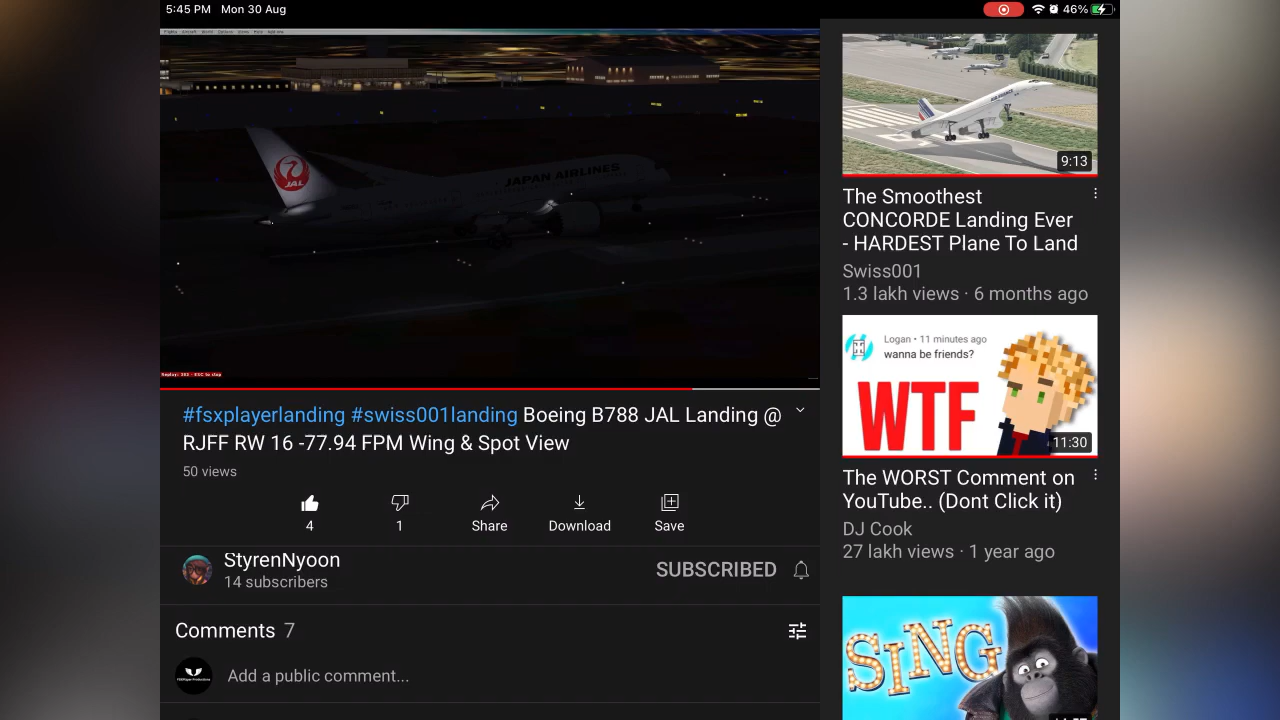 5:45 PM Mon 30 Aug
46%
JAL
JAPAN AIRLINES
#fsxplayerlanding #swiss001landing Boeing B788 JAL Landing @
RJFF RW 16 -77.94 FPM Wing & Spot View
50 views
4
1
Share
Download
Save
StyrenNyoon
14 subscribers
SUBSCRIBED
Comments 7
Add a public comment...
AIR FRANCE
9:13
The Smoothest
CONCORDE Landing Ever
- HARDEST Plane To Land
Swiss001
1.3 lakh views · 6 months ago
Logan • 11 minutes ago
wanna be friends?
WTF
11:30
The WORST Comment on
YouTube.. (Dont Click it)
DJ Cook
27 lakh views · 1 year ago
SING